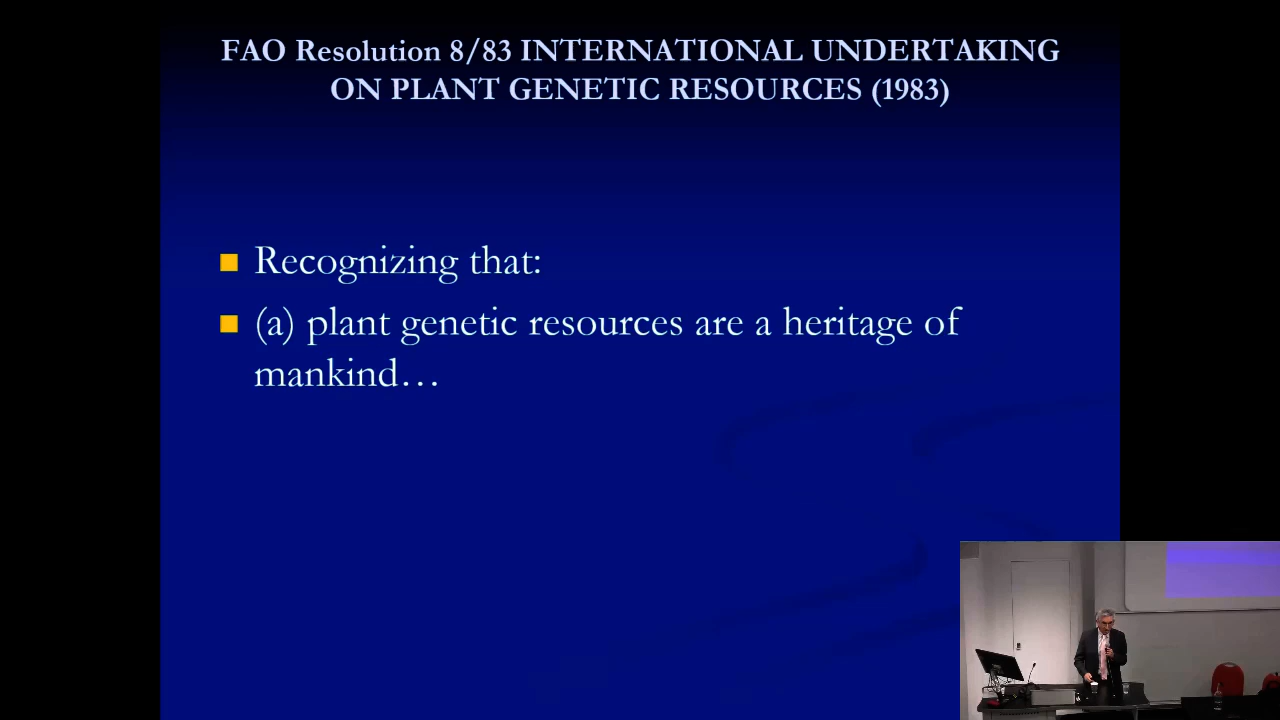 FAO Resolution 8/83 INTERNATIONAL UNDERTAKING
ON PLANT GENETIC RESOURCES (1983)
Recognizing that:
(a) plant genetic resources are a heritage of
mankind…